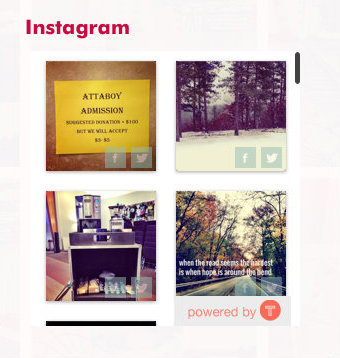 Instagram
ATTABOY
ADMISSION
SUGGESTED DONATION = $100
BUT WE WILL ACCEPT
$3- $5
f
f
f
when the road seems the hardest
is when hope is around the bend.
powered by T